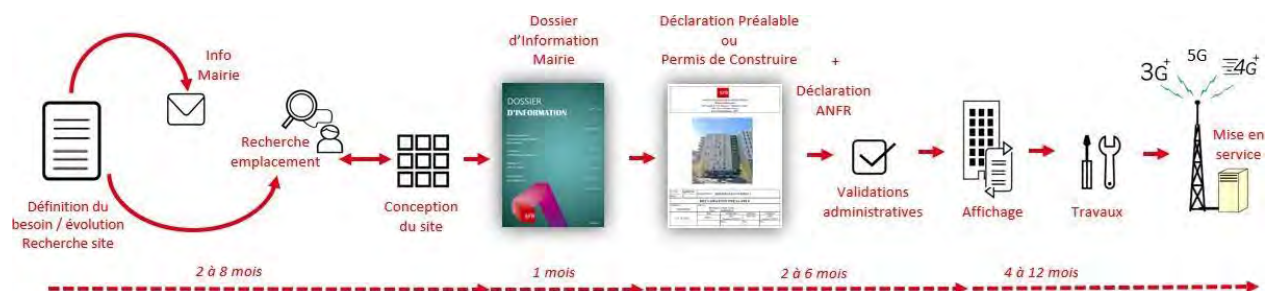 Définition du
besoin / évolution
Recherche site
Info
Mairie
Recherche
emplacement
Conception
du site
Dossier
d'Information
Mairie
DOSSIER
D'INFORMATION
Déclaration Préalable
ou
Permis de Construire
+
Déclaration
ANFR
DECLARATION PREALABLE
Validations
administratives
Affichage
Travaux
3G+
5G
4G+
Mise en
service
2 à 8 mois
1 mois
2 à 6 mois
4 à 12 mois